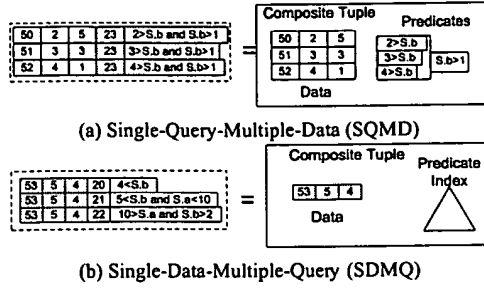 50 2 5 23 2>S.b and S.b>1
51 3 3 23 3>S.b and S.b>1
52 4 1 23 4>S.b and S.b>1
=
Composite Tuple
50 2 5
51 3 3
52 4 1
Data
Predicates
2>S.b
3>S.b
4>S.b
S.b>1
(a) Single-Query-Multiple-Data (SQMD)
53 5 4 20 4<S.b
53 5 4 21 5<S.b and S.a<10
53 5 4 22 10>S.a and S.b>2
=
Composite Tuple
53 5 4
Data
Predicate
Index
(b) Single-Data-Multiple-Query (SDMQ)